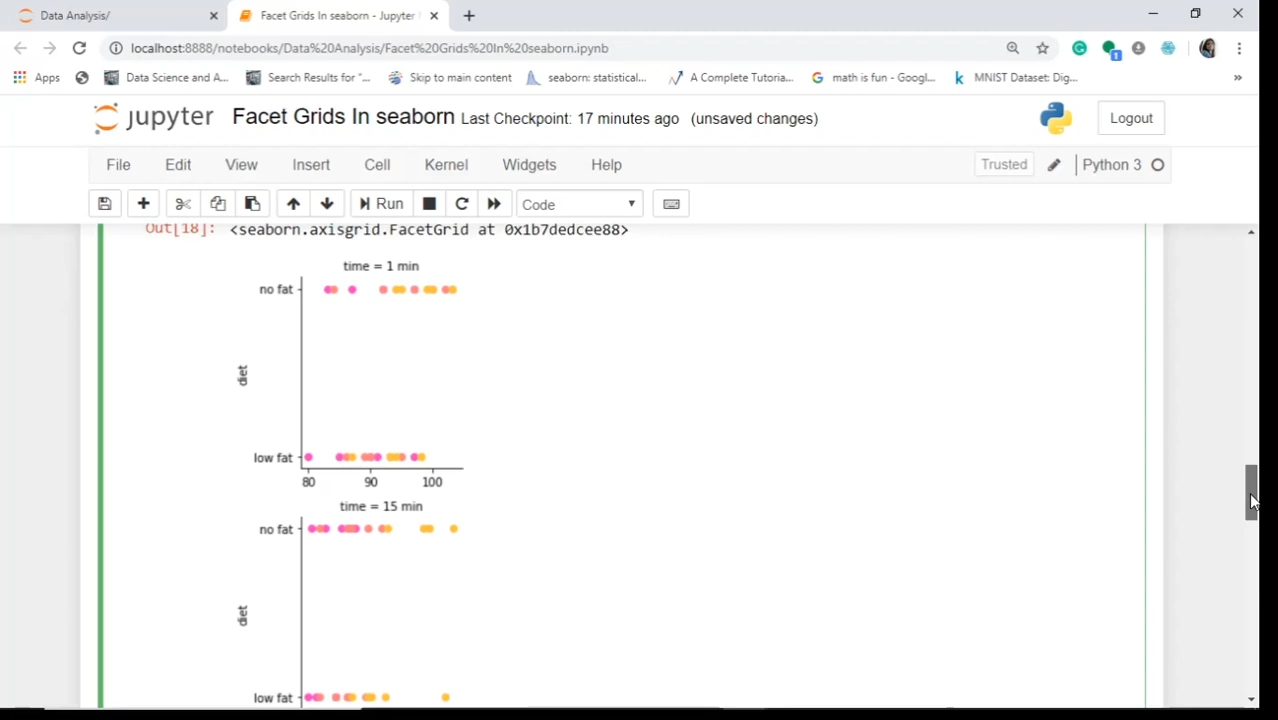 Data Analysis/
Facet Grids In seaborn - Jupyter
localhost:8888/notebooks/Data%20Analysis/Facet%20Grids%20In%20seaborn.ipynb
1
Apps
Data Science and A...
Search Results for "...
Skip to main content
seaborn: statistical...
A Complete Tutoria...
math is fun - Googl...
MNIST Dataset: Dig...
»
jupyter Facet Grids In seaborn Last Checkpoint: 17 minutes ago (unsaved changes)
Logout
File Edit View Insert Cell Kernel Widgets Help
Trusted
Python 3
Run
Code
Out[18]: <seaborn.axisgrid.FacetGrid at 0x1b7dedcee88>
time = 1 min
no fat
diet
low fat
80 90 100
time = 15 min
no fat
diet
low fat